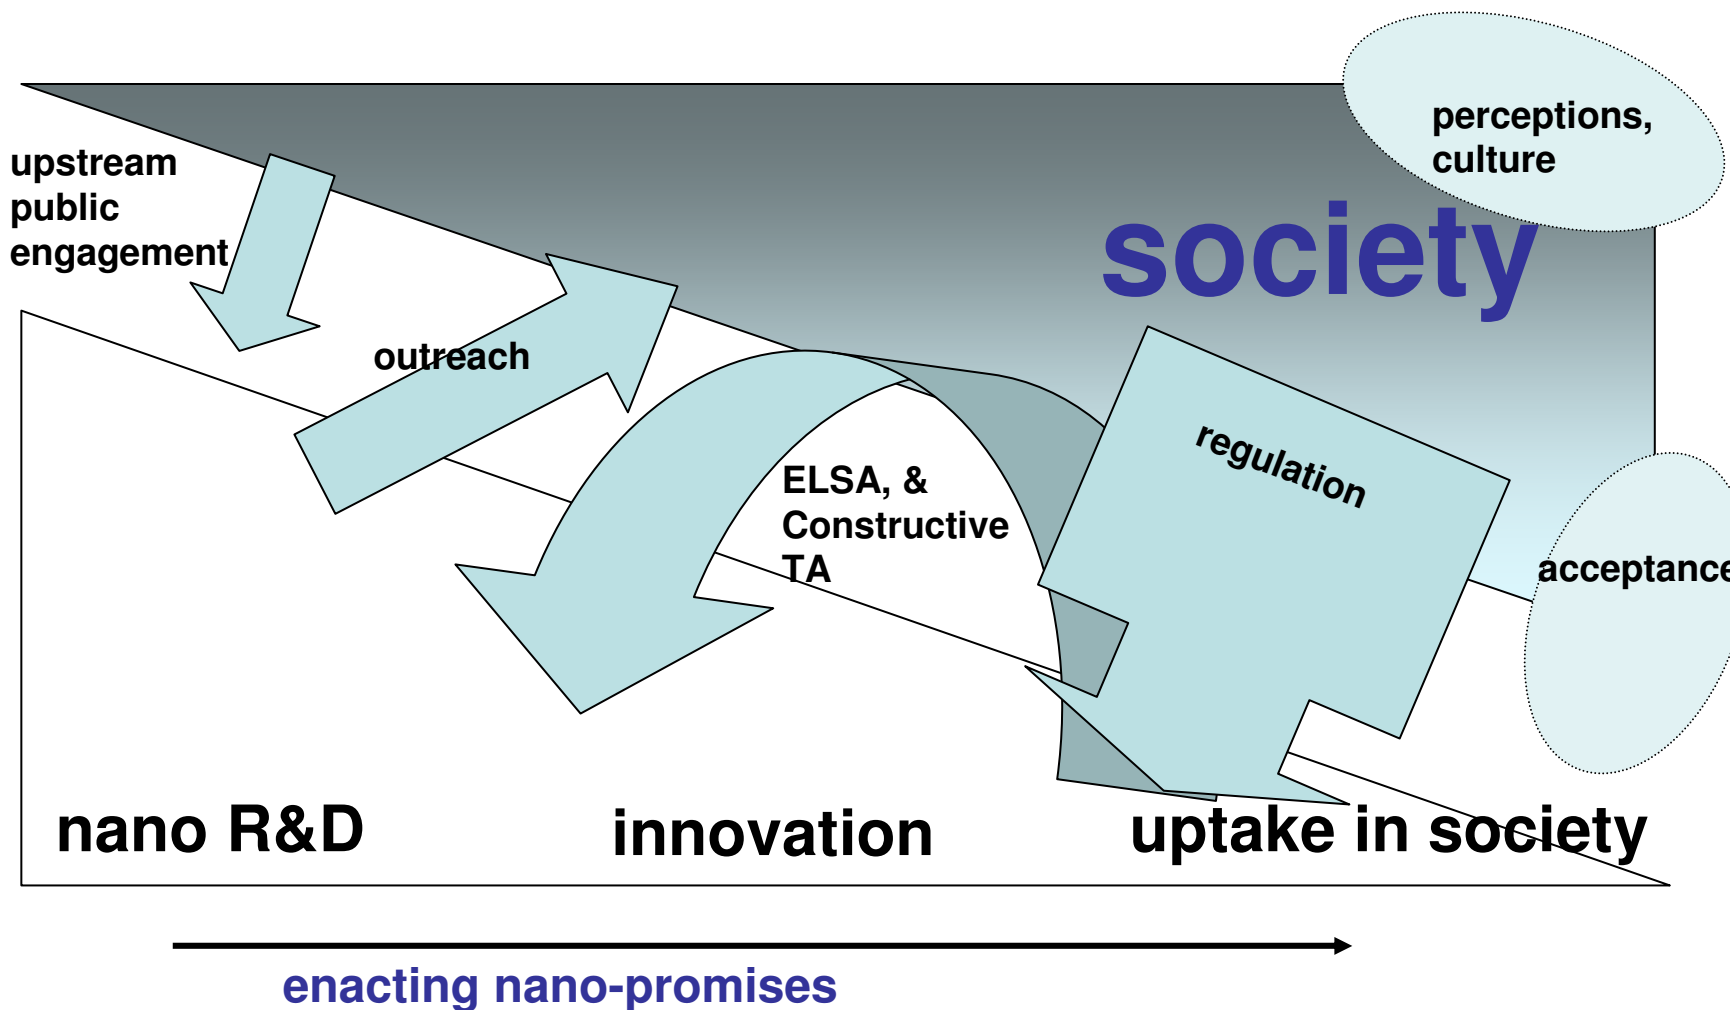 perceptions,
culture
upstream
public
engagement
society
outreach
regulation
ELSA, &
Constructive
TA
acceptance
nano R&D
innovation
uptake in society
enacting nano-promises